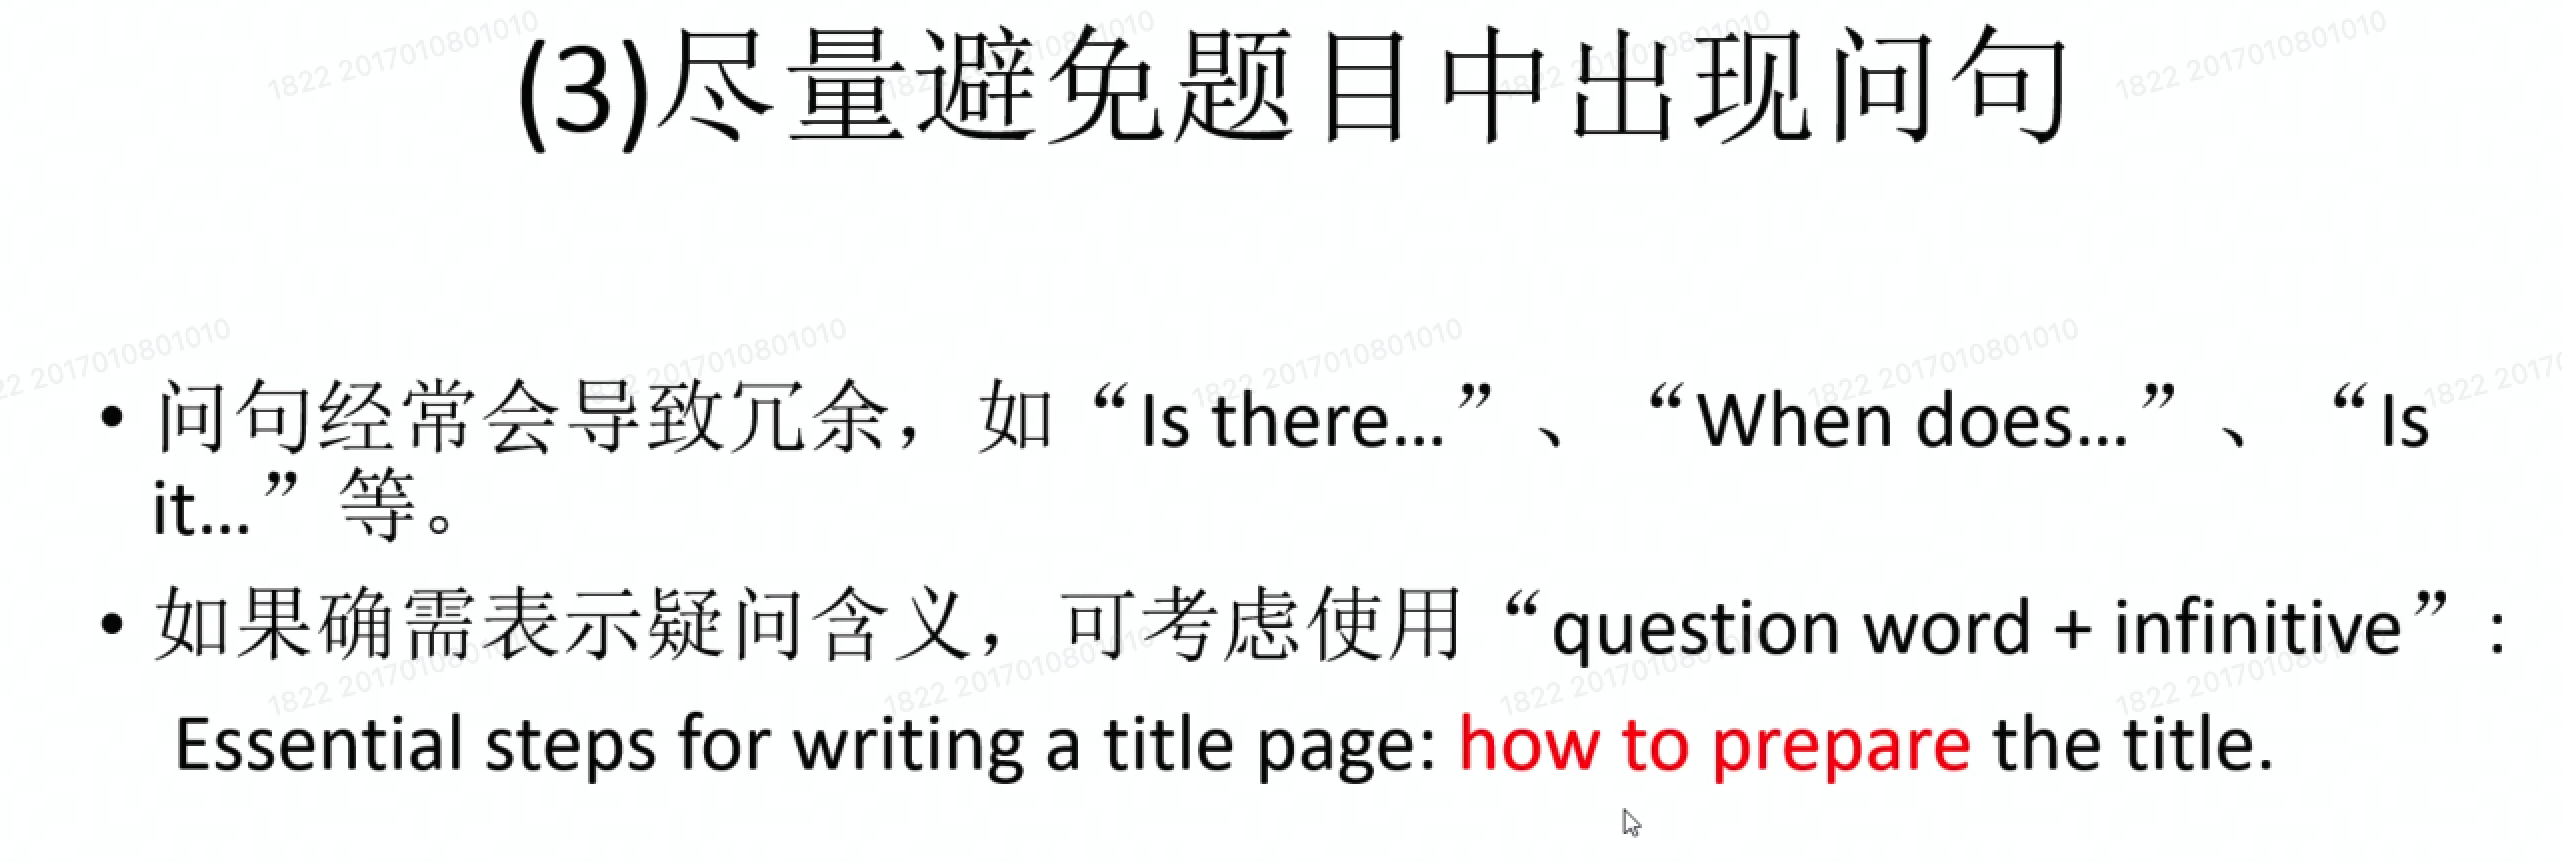 (3)尽量避免题目中出现问句
• 问句经常会导致冗余，如“Is there...”、“When does...”、“Is
it...”等。
• 如果确需表示疑问含义，可考虑使用“question word + infinitive”：
Essential steps for writing a title page: how to prepare the title.
1822 2017010801010